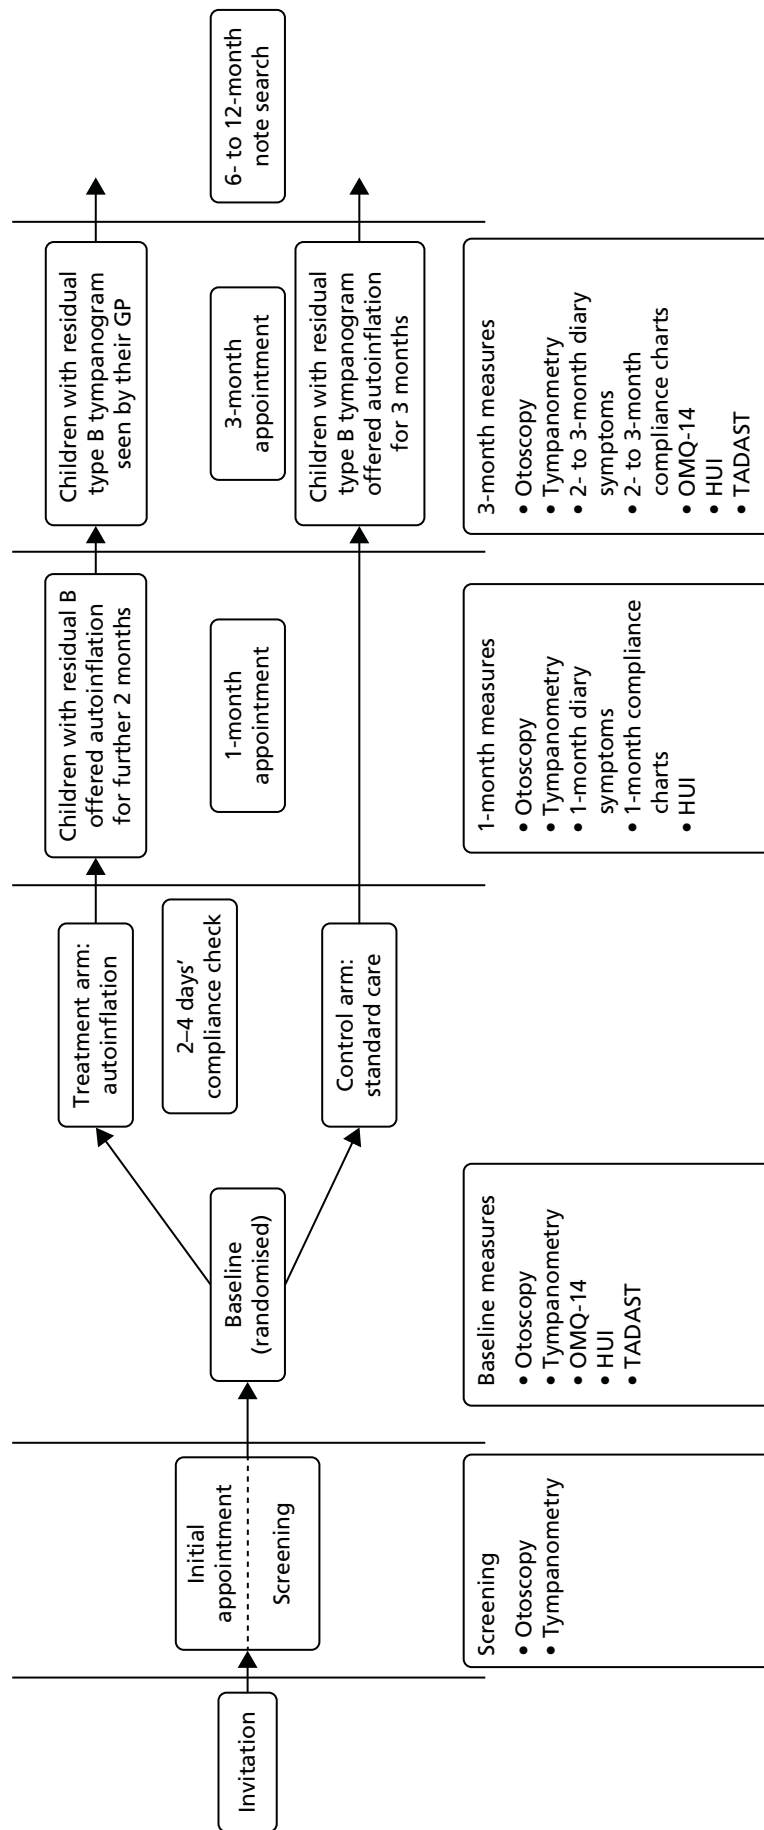 Invitation
Initial
appointment
Screening
Baseline
(randomised)
Treatment arm:
autoinflation
2–4 days’
compliance check
Control arm:
standard care
Children with residual B
offered autoinflation
for further 2 months
1-month
appointment
Children with residual
type B tympanogram
seen by their GP
3-month
appointment
Children with residual
type B tympanogram
offered autoinflation
for 3 months
6- to 12-month
note search
Screening
• Otoscopy
• Tympanometry
Baseline measures
• Otoscopy
• Tympanometry
• OMQ-14
• HUI
• TADAST
1-month measures
• Otoscopy
• Tympanometry
• 1-month diary
symptoms
• 1-month compliance
charts
• HUI
3-month measures
• Otoscopy
• Tympanometry
• 2- to 3-month diary
symptoms
• 2- to 3-month
compliance charts
• OMQ-14
• HUI
• TADAST